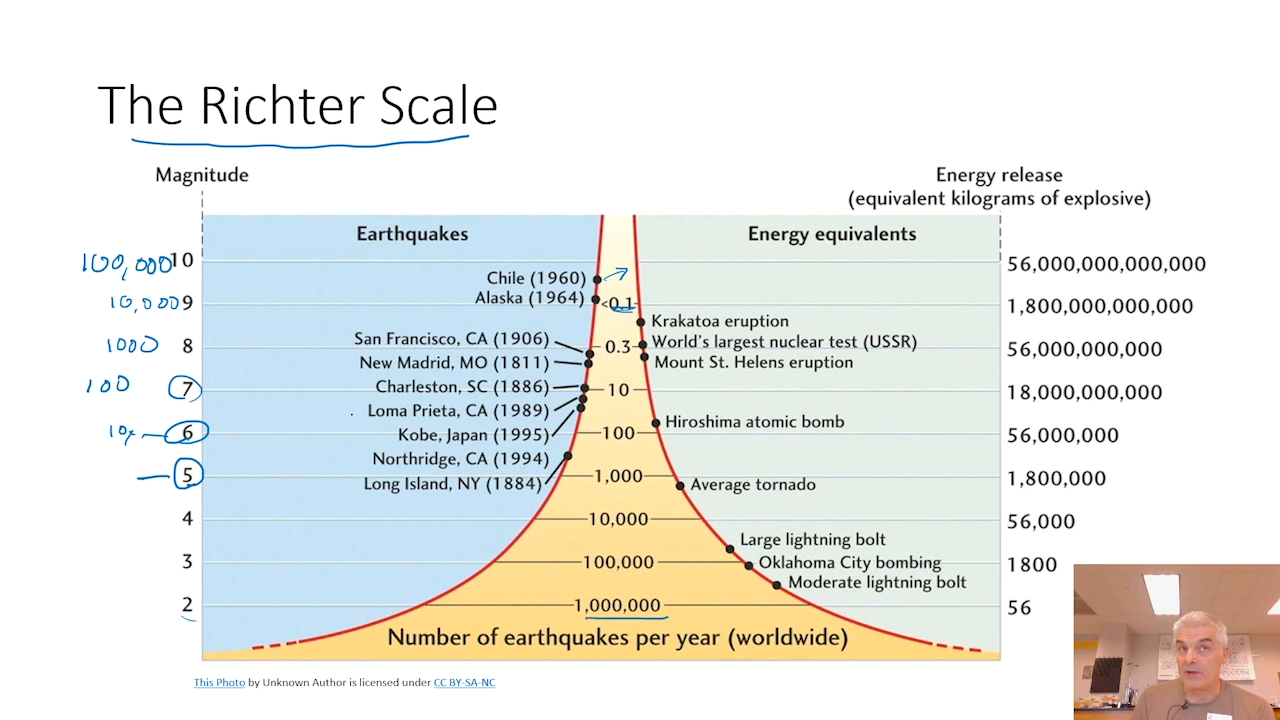 The Richter Scale
Magnitude
Energy release
(equivalent kilograms of explosive)
Earthquakes
Energy equivalents
100,000 10
56,000,000,000,000
Chile (1960)
Alaska (1964)
<0.1
10,000 9
1,800,000,000,000
Krakatoa eruption
San Francisco, CA (1906)
World's largest nuclear test (USSR)
1000 8
0.3
56,000,000,000
New Madrid, MO (1811)
Mount St. Helens eruption
100 7
Charleston, SC (1886)
10
18,000,000,000
Loma Prieta, CA (1989)
Hiroshima atomic bomb
10x 6
Kobe, Japan (1995)
100
56,000,000
Northridge, CA (1994)
5
1,000
1,800,000
Long Island, NY (1884)
Average tornado
4
10,000
56,000
Large lightning bolt
3
100,000
Oklahoma City bombing
1800
Moderate lightning bolt
2
1,000,000
56
Number of earthquakes per year (worldwide)
This Photo by Unknown Author is licensed under CC BY-SA-NC